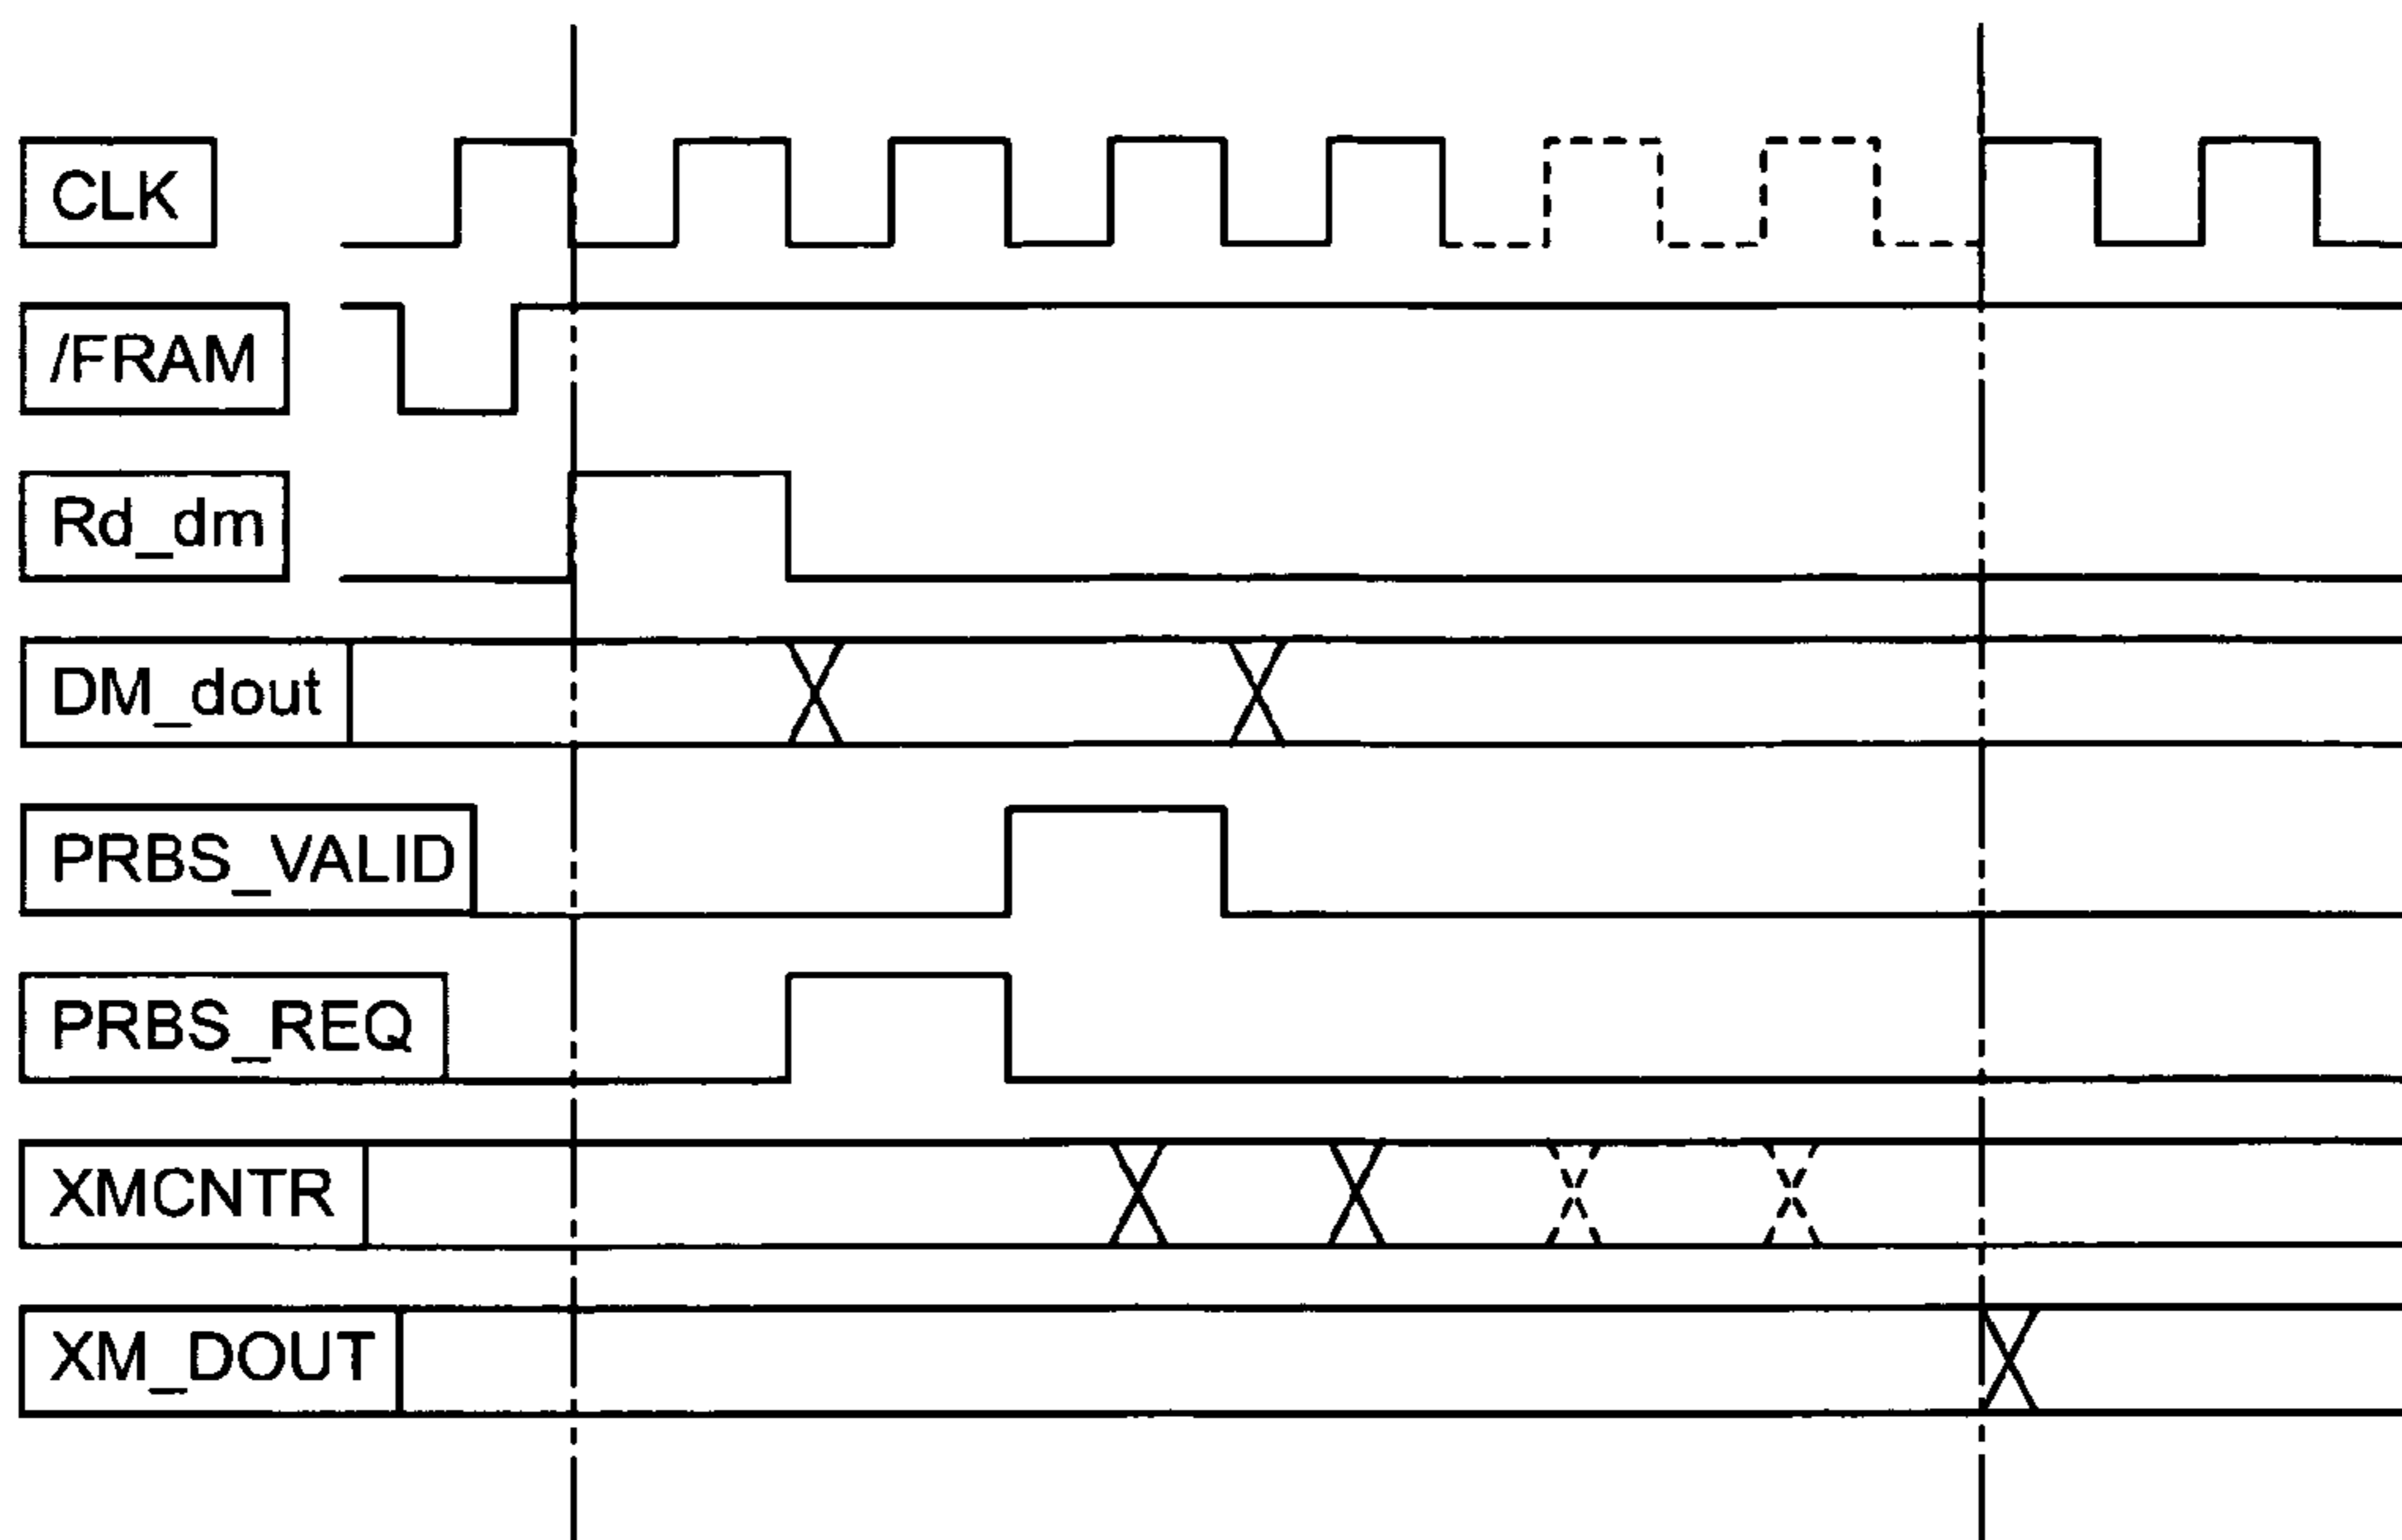 CLK
/FRAM
Rd_dm
DM_dout
PRBS_VALID
PRBS_REQ
XMCNTR
XM_DOUT